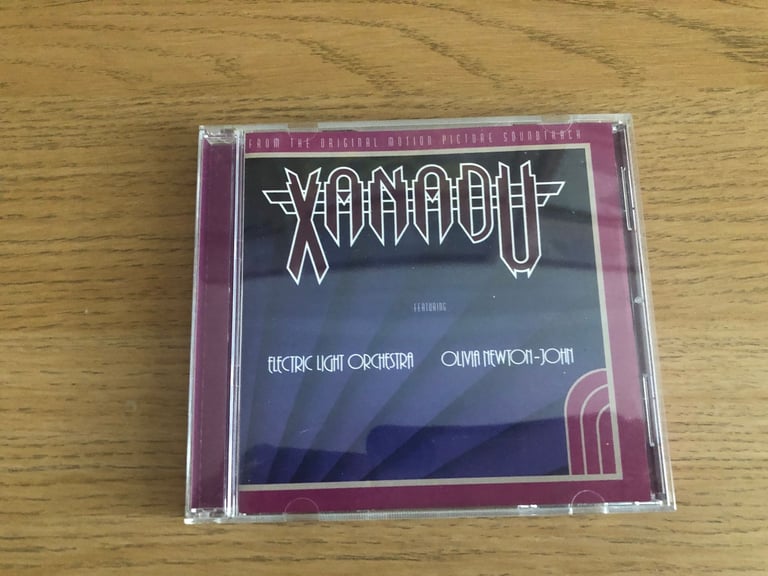 FROM THE ORIGINAL MOTION PICTURE SOUNDTRACK
XANADU
FEATURING
ELECTRIC LIGHT ORCHESTRA OLIVIA NEWTON-JOHN